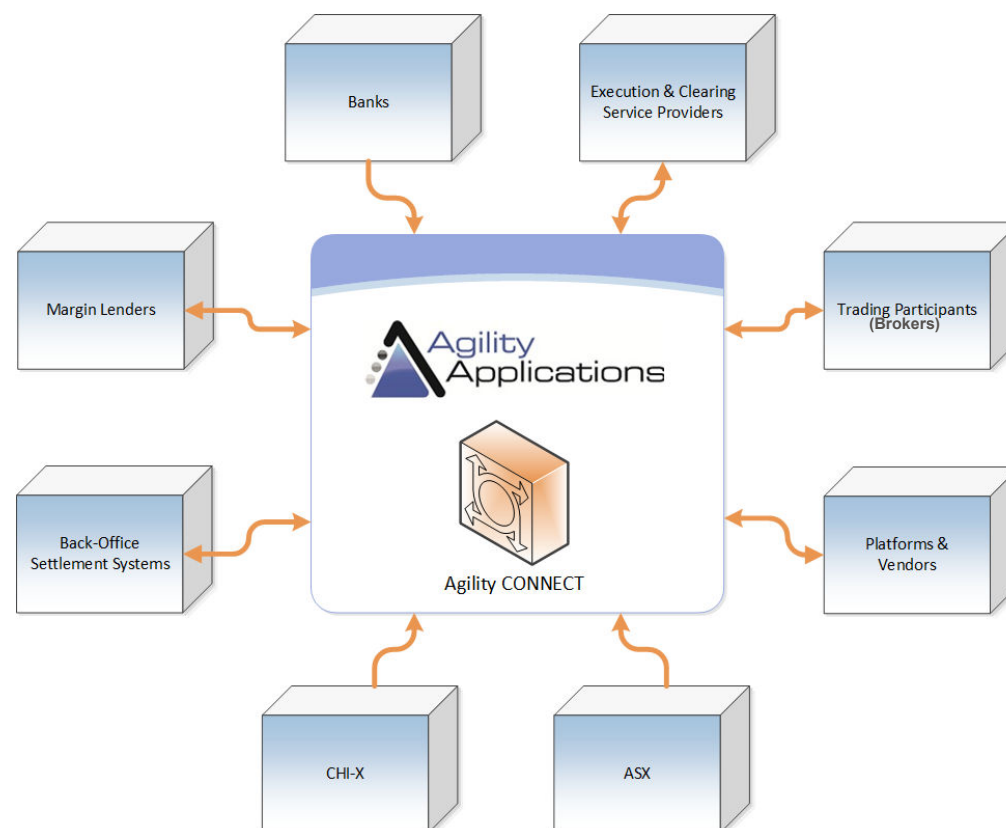 Banks
Execution & Clearing
Service Providers
Margin Lenders
Agility
Applications
Trading Participants
(Brokers)
Back-Office
Settlement Systems
Agility CONNECT
Platforms &
Vendors
CHI-X
ASX